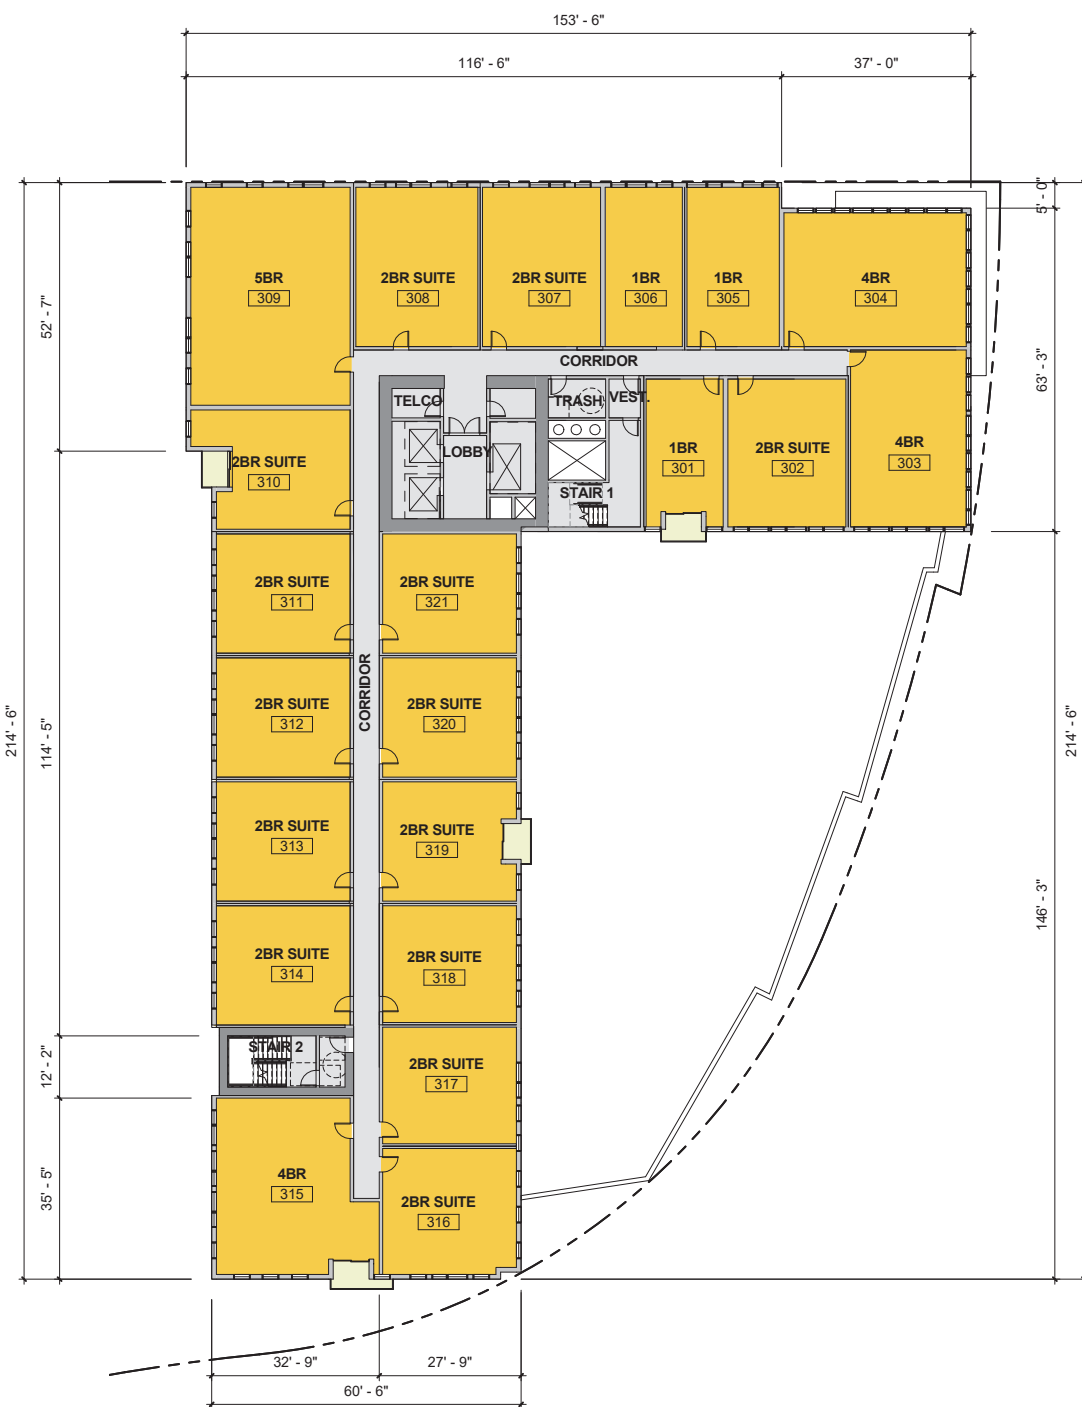 153' - 6"
116' - 6"
37' - 0"
5' - 0"
52' - 7"
63' - 3"
214' - 6"
114' - 5"
214' - 6"
146' - 3"
12' - 2"
35' - 5"
5BR
309
2BR SUITE
308
2BR SUITE
307
1BR
306
1BR
305
4BR
304
CORRIDOR
TELCO
TRASH
VEST.
LOBBY
STAIR 1
1BR
301
2BR SUITE
302
4BR
303
2BR SUITE
310
2BR SUITE
311
2BR SUITE
321
CORRIDOR
2BR SUITE
312
2BR SUITE
320
2BR SUITE
313
2BR SUITE
319
2BR SUITE
314
2BR SUITE
318
STAIR 2
2BR SUITE
317
4BR
315
2BR SUITE
316
32' - 9"
27' - 9"
60' - 6"